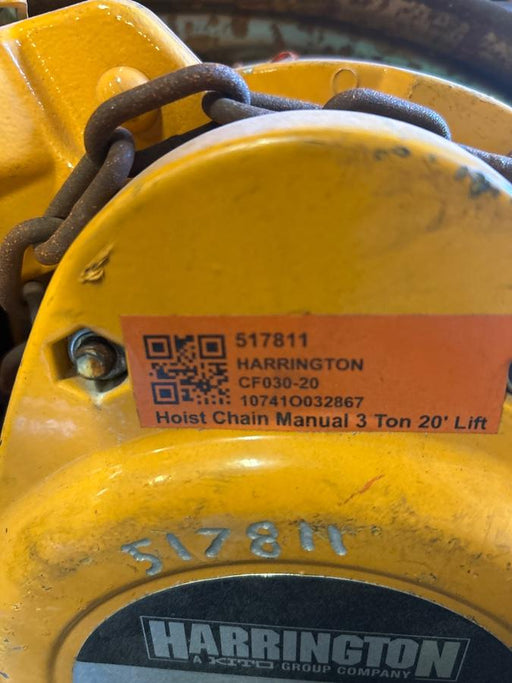 517811
HARRINGTON
CF030-20
10741O032867
Hoist Chain Manual 3 Ton 20' Lift
517811
HARRINGTON
A KITO GROUP COMPANY